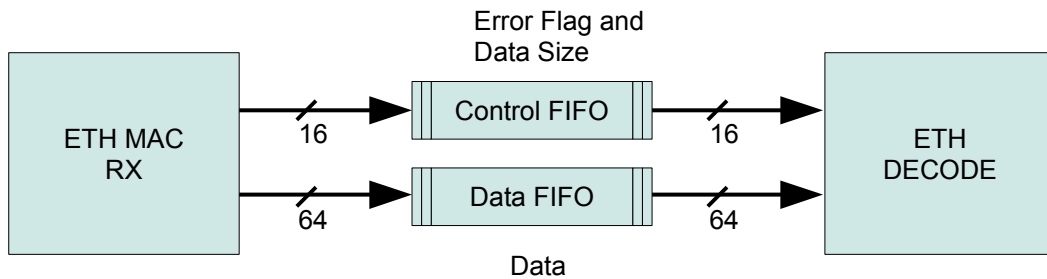 Error Flag and
Data Size
ETH MAC
RX
16
Control FIFO
16
ETH
DECODE
64
Data FIFO
64
Data